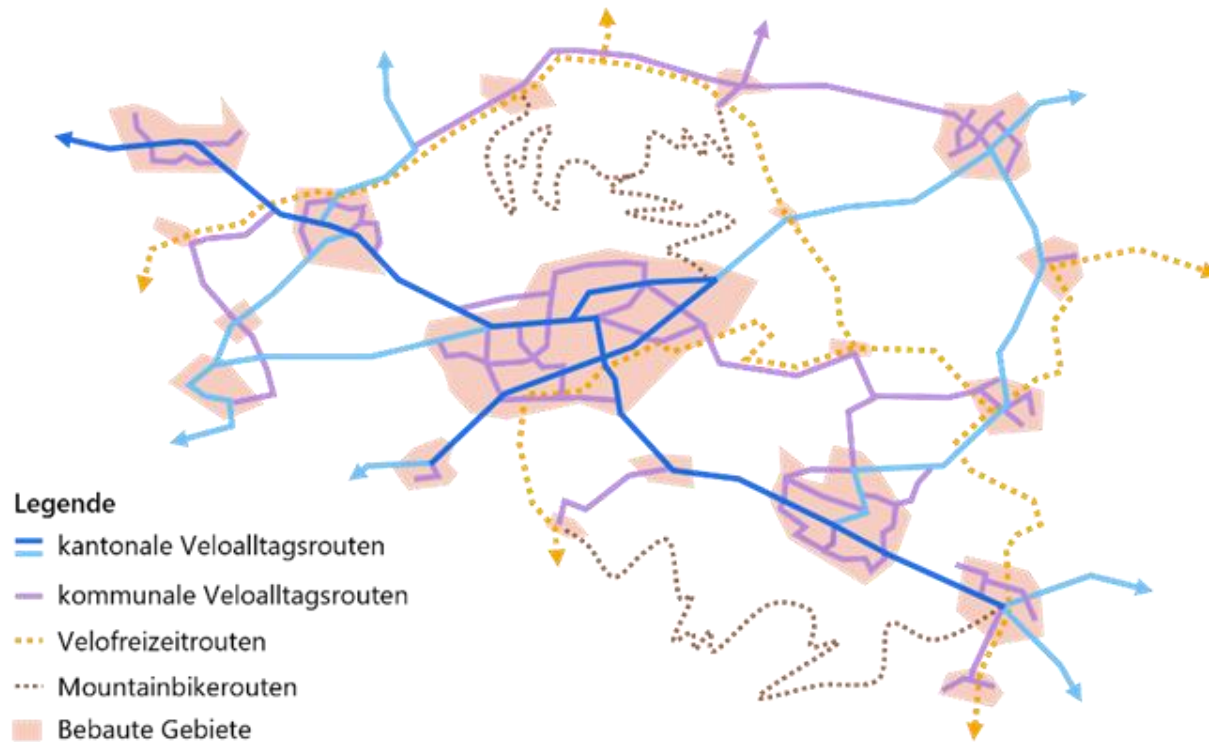 Legende
kantonale Veloalltagsrouten
kommunale Veloalltagsrouten
Velofreizeitrouten
Mountainbikerouten
Bebaute Gebiete